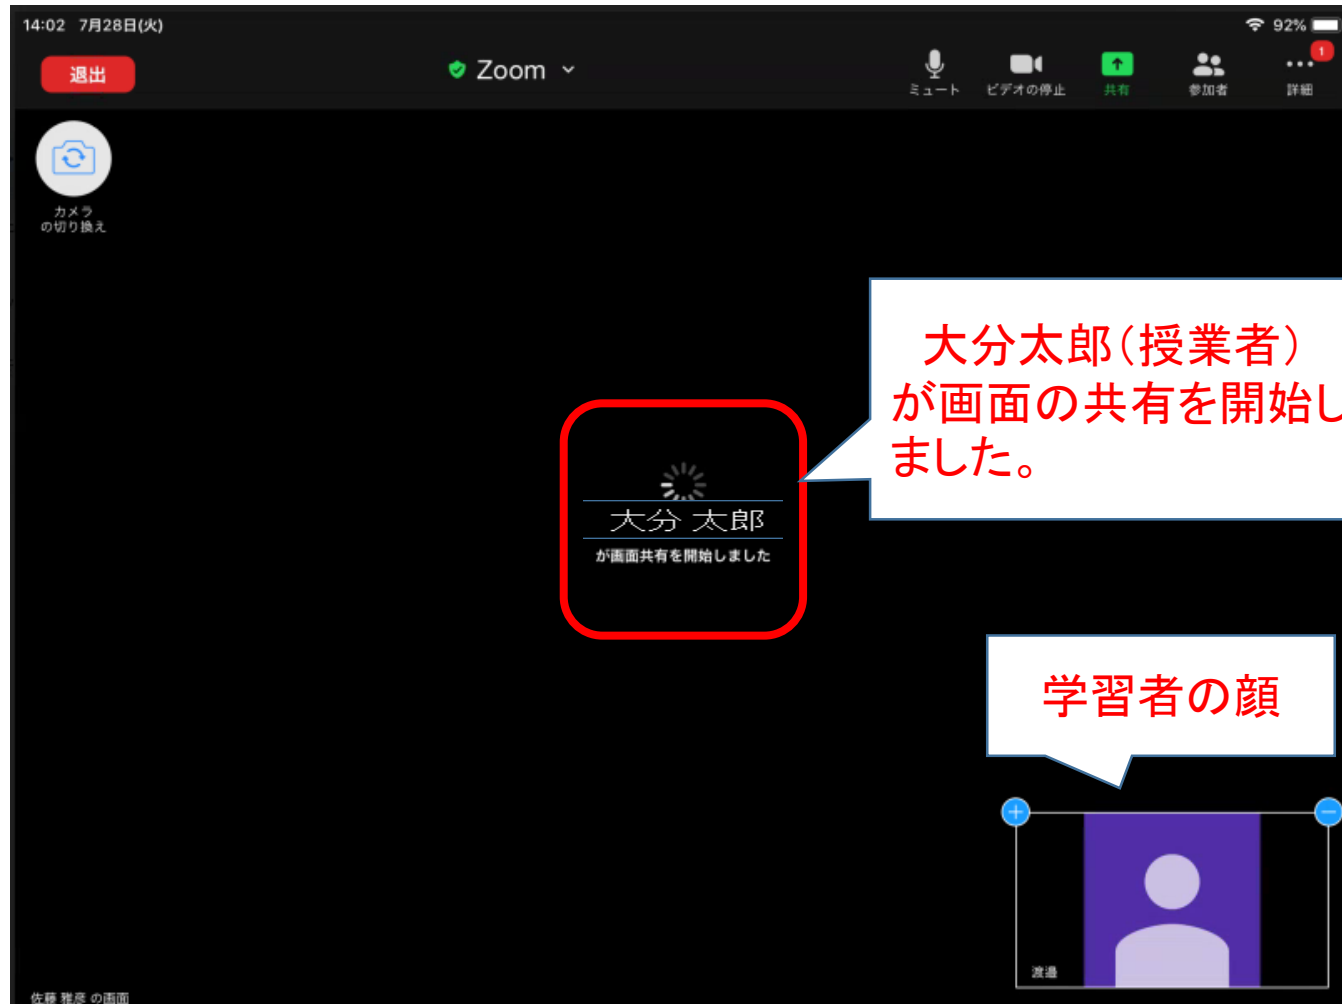 14:02 7月28日(火)
92%
退出
Zoom
ミュート
ビデオの停止
共有
参加者
1
詳細
カメラ
の切り換え
大分太郎(授業者)
が画面の共有を開始し
ました。
大分 太郎
が画面共有を開始しました
学習者の顔
渡邉
佐藤 雅彦 の画面